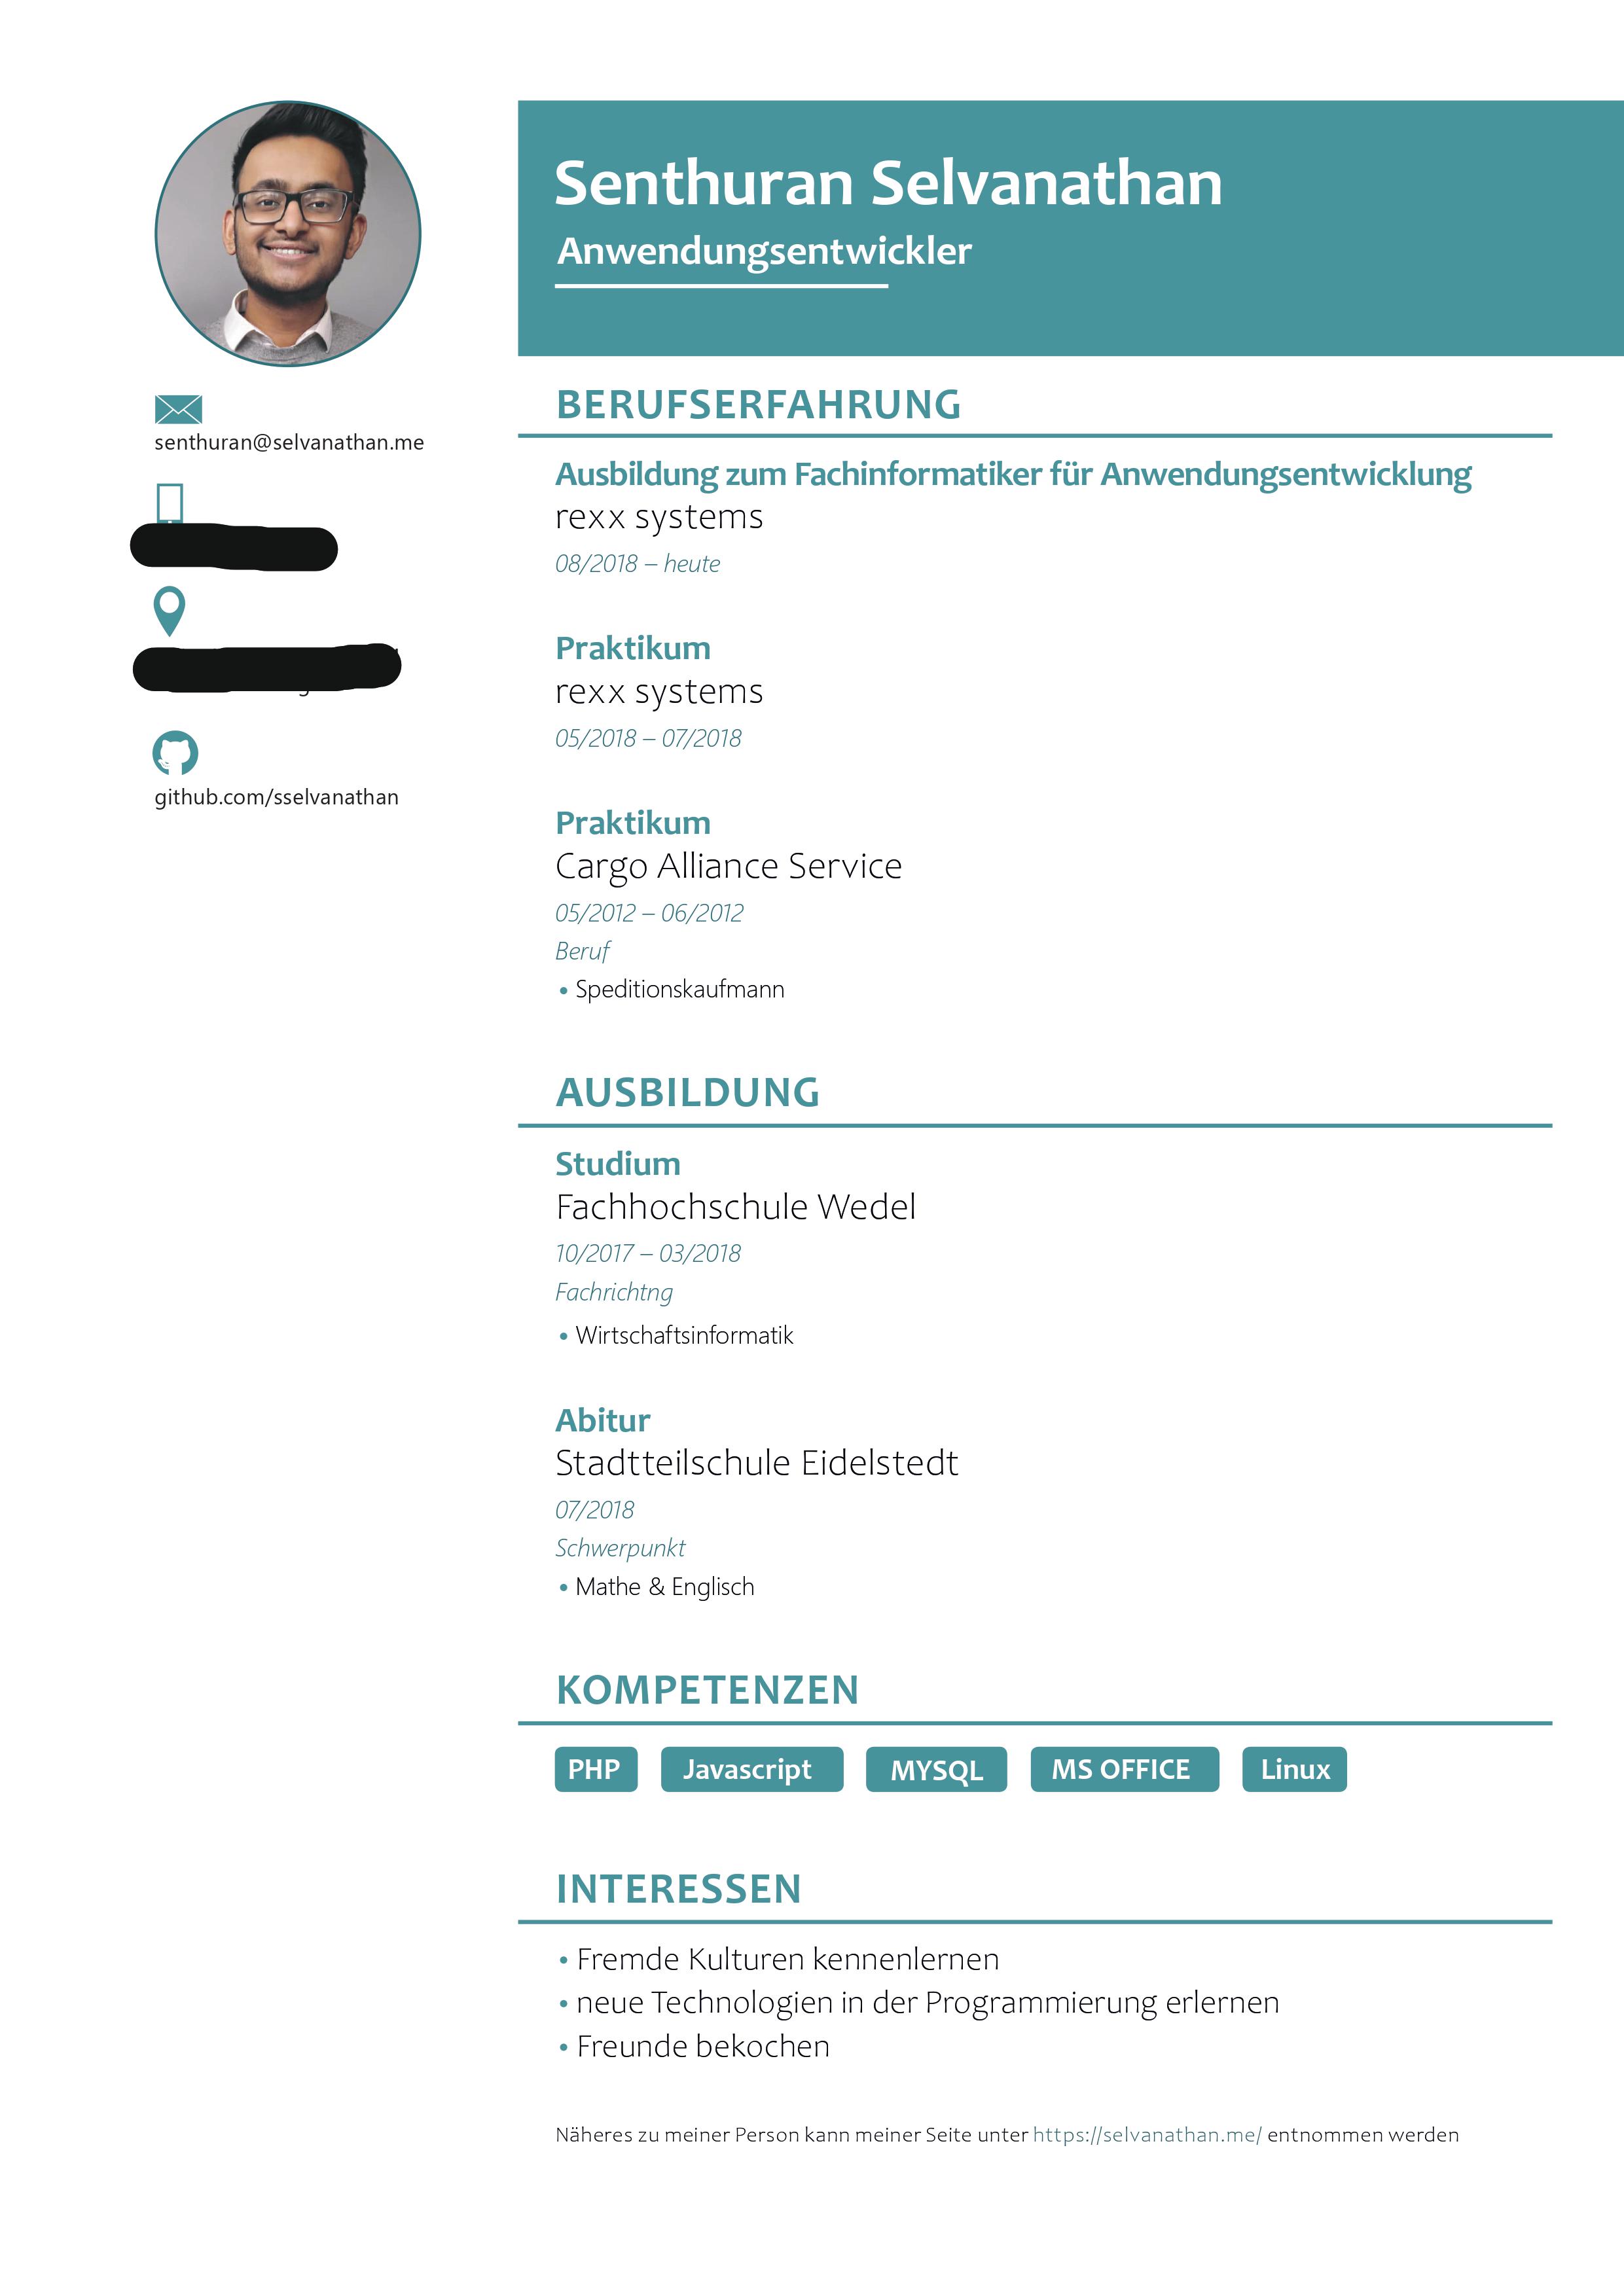 Senthuran Selvanathan
Anwendungsentwickler
senthuran@selvanathan.me
github.com/sselvanathan
BERUFSERFAHRUNG
Ausbildung zum Fachinformatiker für Anwendungsentwicklung
rexx systems
08/2018 – heute
Praktikum
rexx systems
05/2018 – 07/2018
Praktikum
Cargo Alliance Service
05/2012 – 06/2012
Beruf
• Speditionskaufmann
AUSBILDUNG
Studium
Fachhochschule Wedel
10/2017 – 03/2018
Fachrichtng
• Wirtschaftsinformatik
Abitur
Stadtteilschule Eidelstedt
07/2018
Schwerpunkt
• Mathe & Englisch
KOMPETENZEN
PHP Javascript MYSQL MS OFFICE Linux
INTERESSEN
• Fremde Kulturen kennenlernen
• neue Technologien in der Programmierung erlernen
• Freunde bekochen
Näheres zu meiner Person kann meiner Seite unter https://selvanathan.me/ entnommen werden